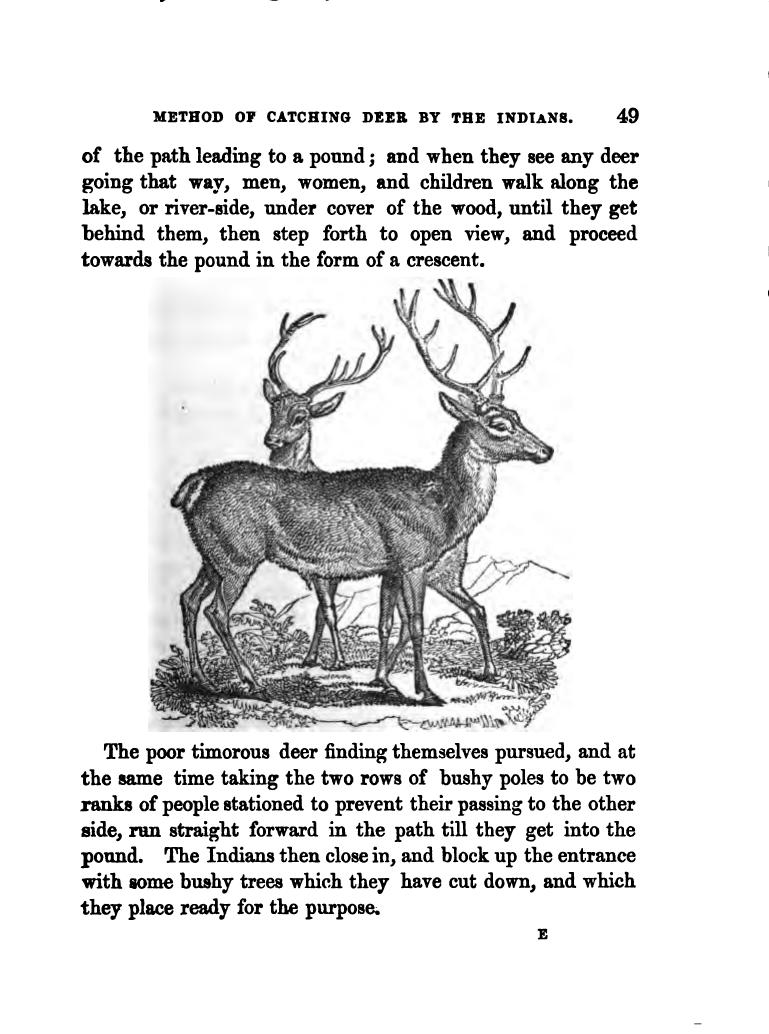 METHOD OF CATCHING DEER BY THE INDIANS. 49
of the path leading to a pound; and when they see any deer
going that way, men, women, and children walk along the
lake, or river-side, under cover of the wood, until they get
behind them, then step forth to open view, and proceed
towards the pound in the form of a crescent.
The poor timorous deer finding themselves pursued, and at
the same time taking the two rows of bushy poles to be two
ranks of people stationed to prevent their passing to the other
side, run straight forward in the path till they get into the
pound. The Indians then close in, and block up the entrance
with some bushy trees which they have cut down, and which
they place ready for the purpose.
E